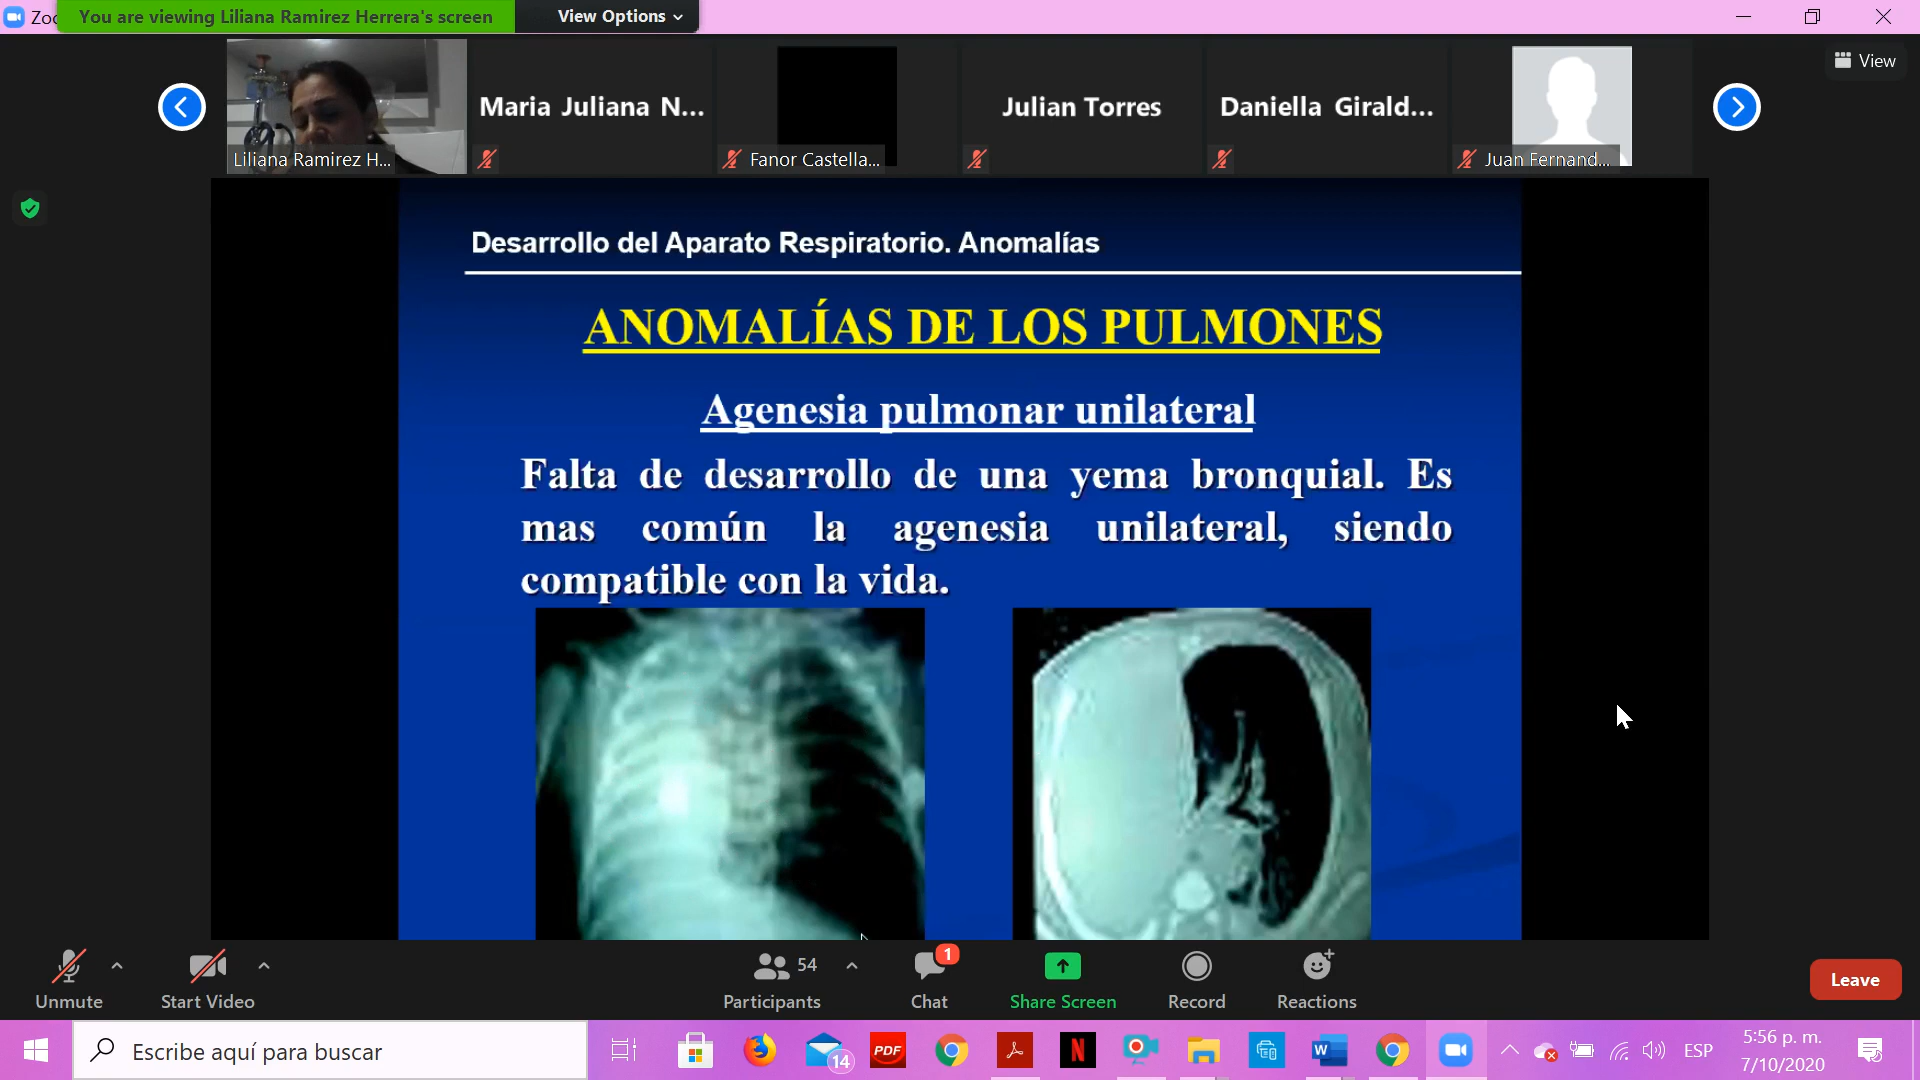 Zoo
You are viewing Liliana Ramirez Herrera's screen
View Options
View
Liliana Ramirez H...
Maria Juliana N...
Fanor Castella...
Julian Torres
Daniella Girald...
Juan Fernand...
Desarrollo del Aparato Respiratorio. Anomalías
ANOMALÍAS DE LOS PULMONES
Agenesia pulmonar unilateral
Falta de desarrollo de una yema bronquial. Es
mas común la agenesia unilateral, siendo
compatible con la vida.
Unmute
Start Video
54
Participants
1
Chat
Share Screen
Record
Reactions
Leave
Escribe aquí para buscar
14
PDF
N
W
ESP
5:56 p. m.
7/10/2020